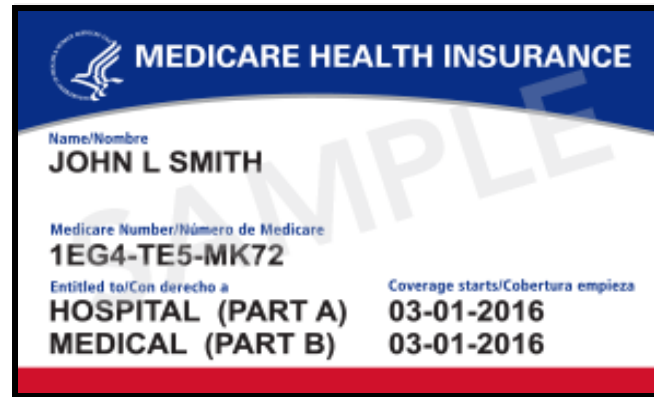 MEDICARE HEALTH INSURANCE
SAMPLE
Name/Nombre
JOHN L SMITH
Medicare Number/Número de Medicare
1EG4-TE5-MK72
Entitled to/Con derecho a Coverage starts/Cobertura empieza
HOSPITAL (PART A) 03-01-2016
MEDICAL (PART B) 03-01-2016